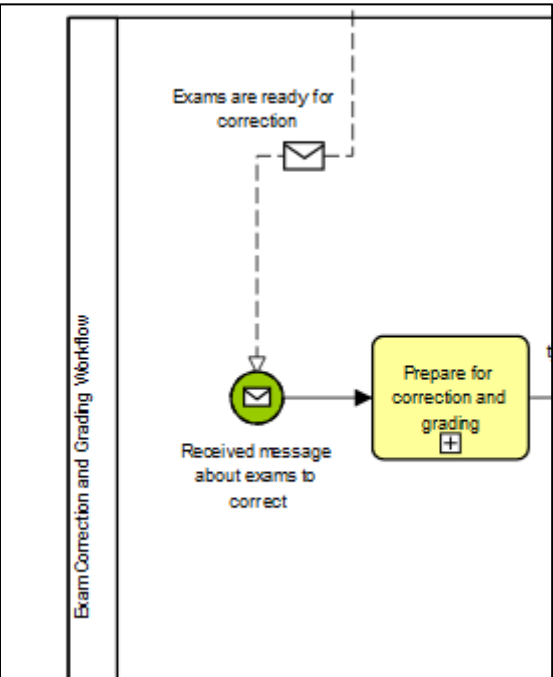 Exams are ready for
correction
Exam Correction and Grading Workflow
Prepare for
correction and
grading
Received message
about exams to
correct
t